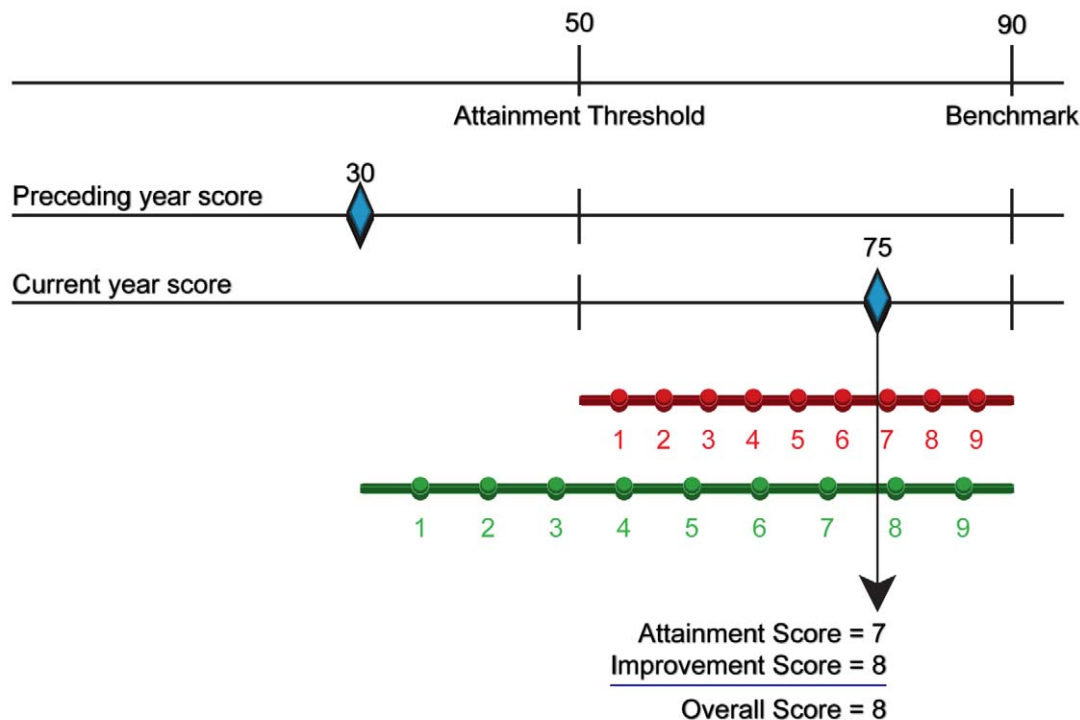 50 90
Attainment Threshold Benchmark
30
Preceding year score
75
Current year score
1 2 3 4 5 6 7 8 9
1 2 3 4 5 6 7 8 9
Attainment Score = 7
Improvement Score = 8
Overall Score = 8